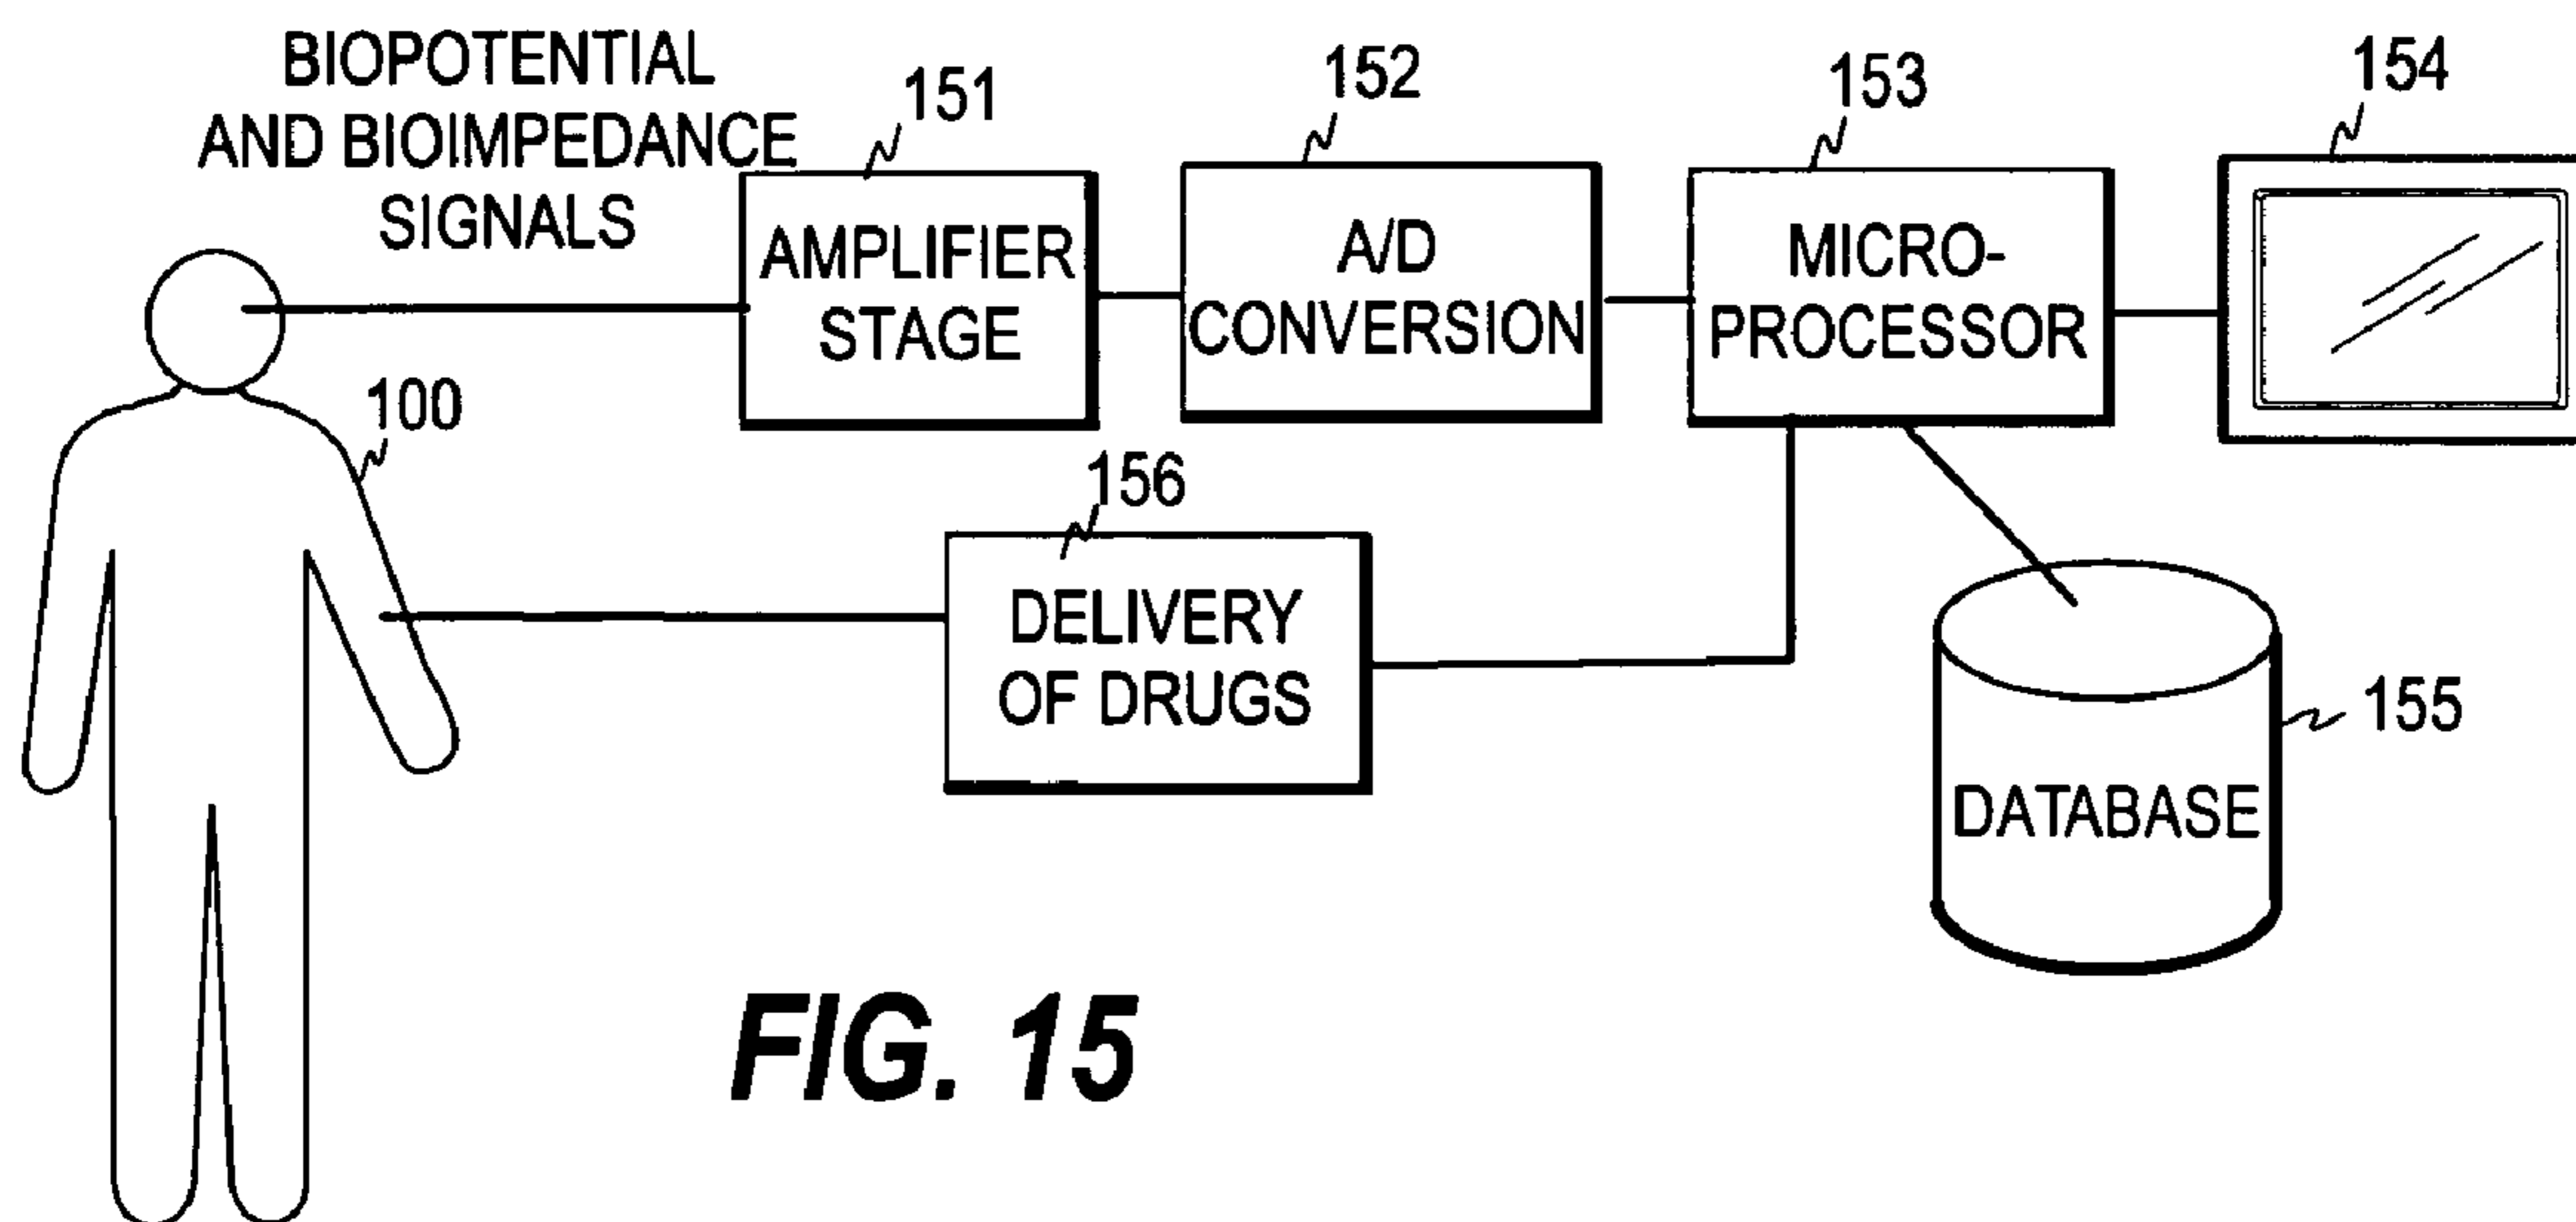 BIOPOTENTIAL
AND BIOIMPEDANCE
SIGNALS
151
152
153
154
AMPLIFIER
STAGE
A/D
CONVERSION
MICRO-
PROCESSOR
100
156
DELIVERY
OF DRUGS
155
DATABASE
FIG. 15